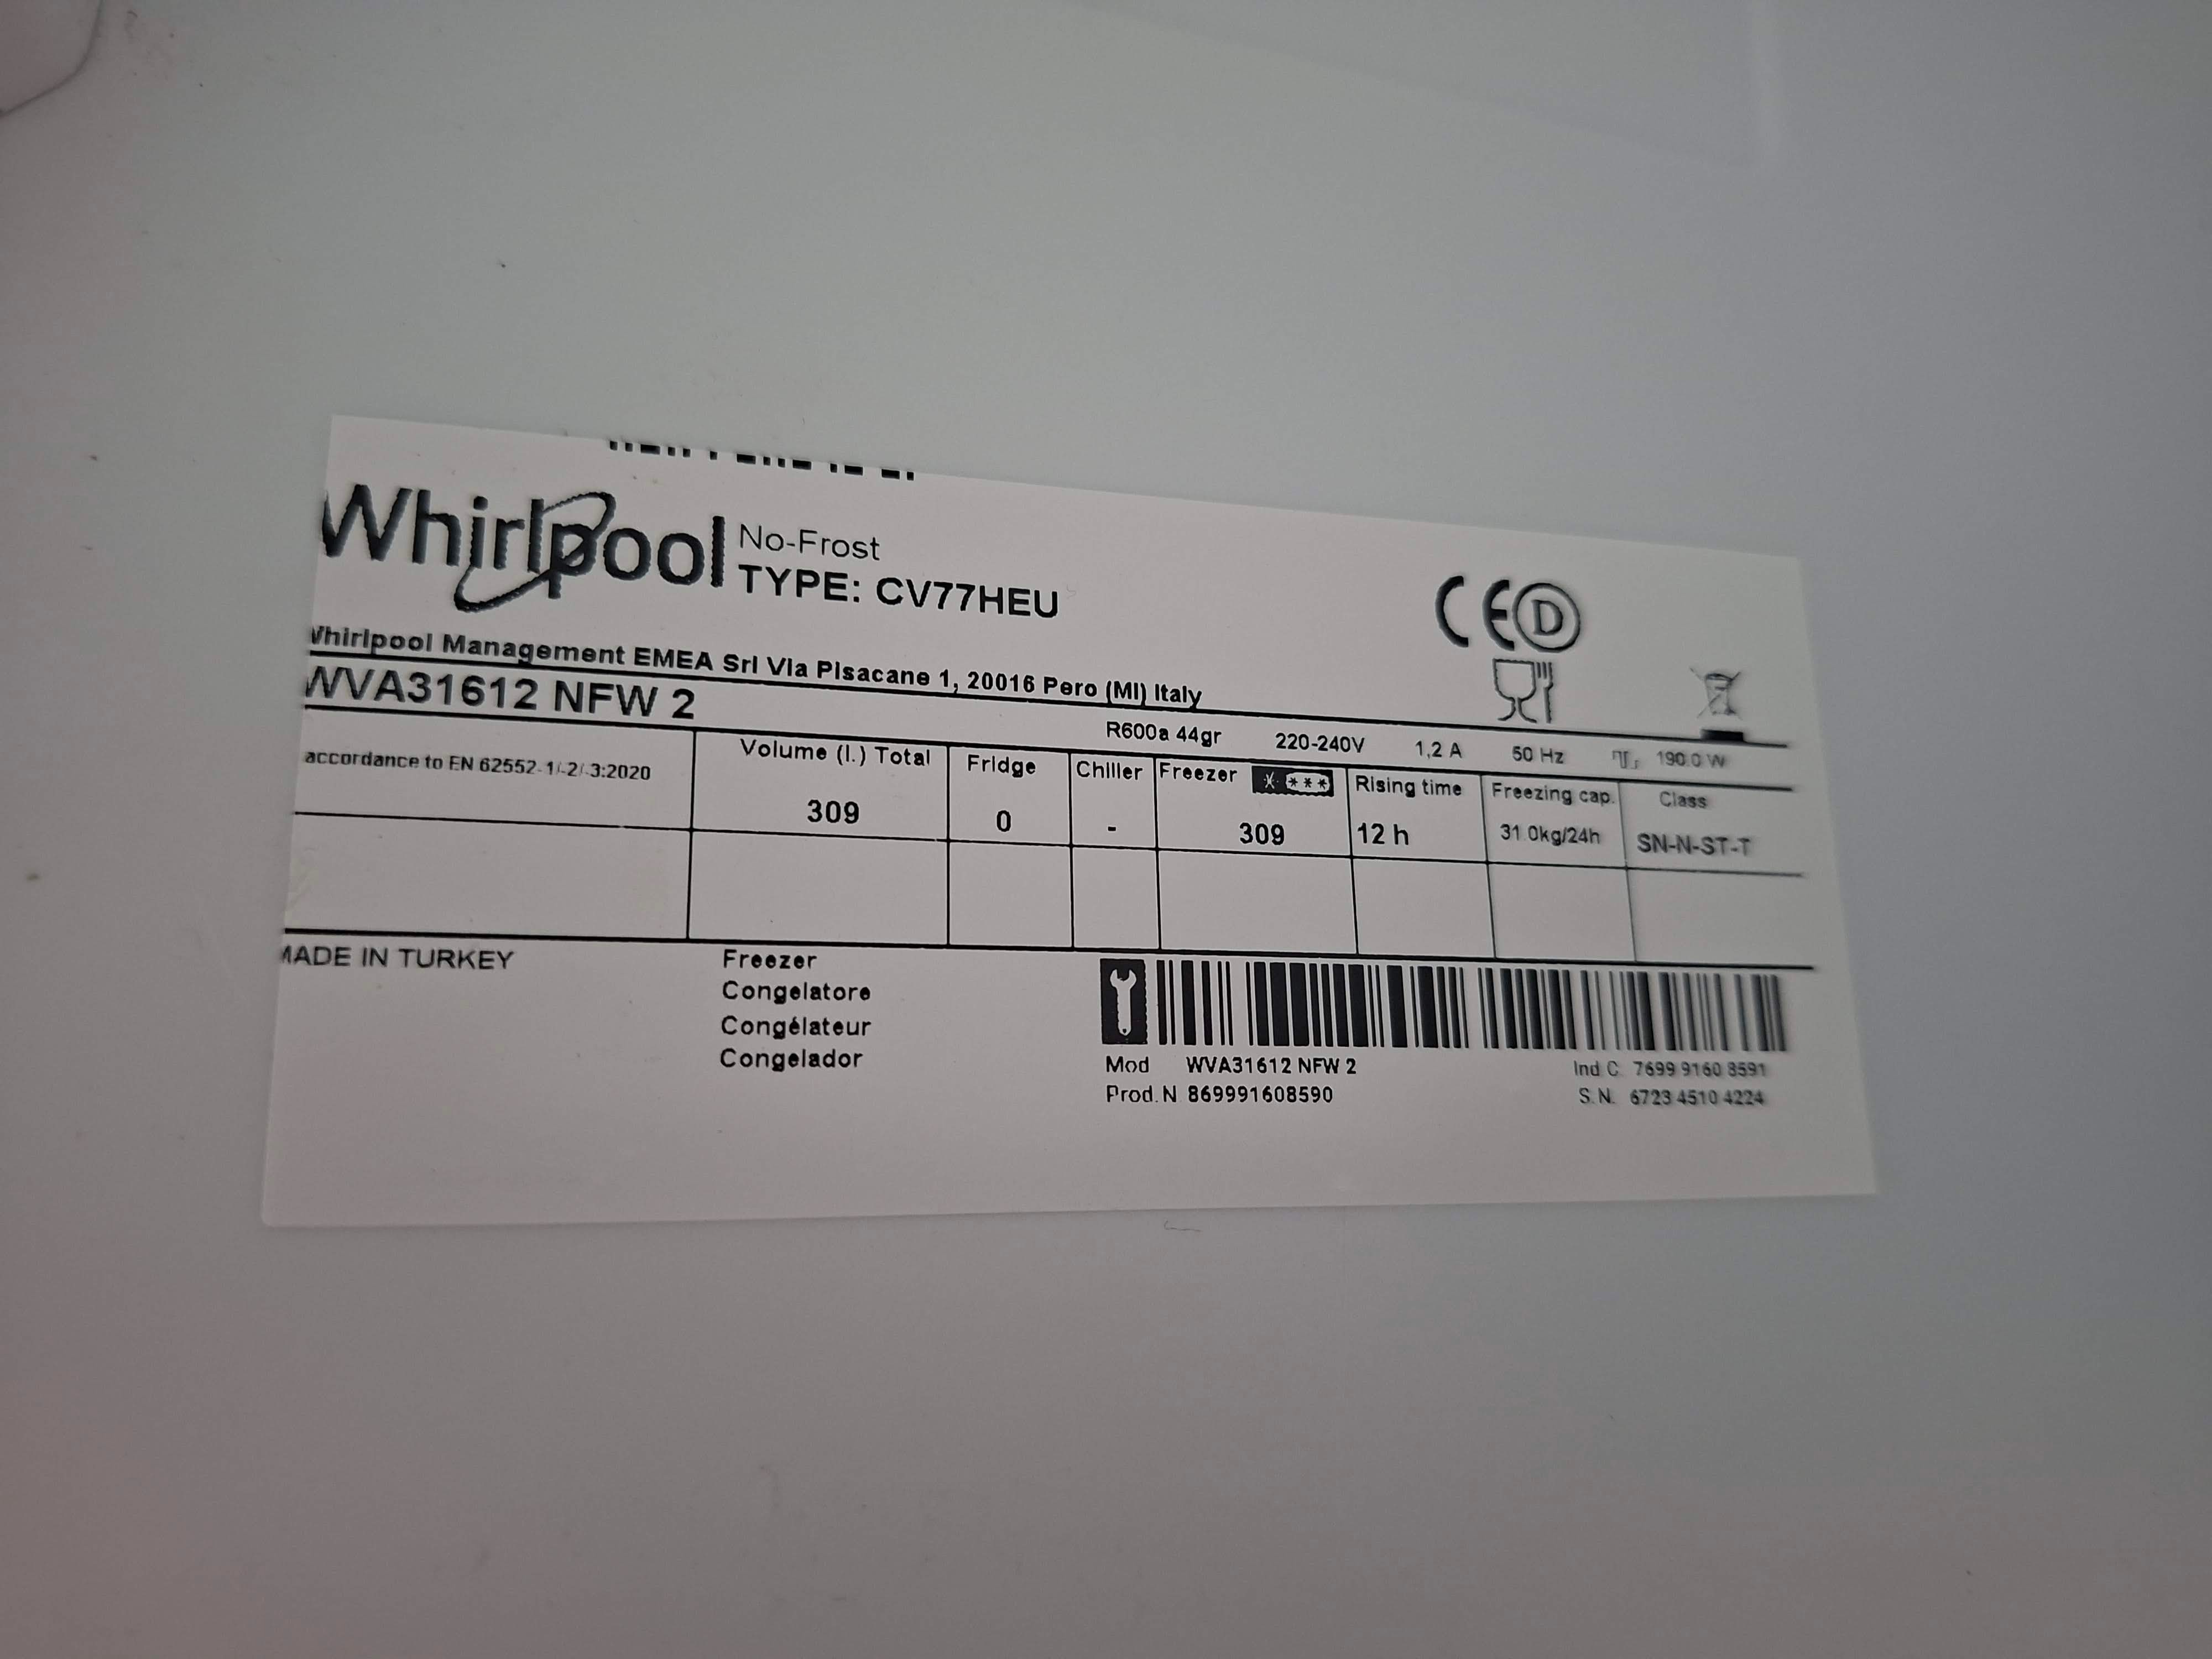 Whirlpool
No-Frost
TYPE: CV77HEU
CE D
Whirlpool Management EMEA Srl Via Pisacane 1, 20016 Pero (MI) Italy
WVA31612 NFW 2
R600a 44gr 220-240V 1,2 A 50 Hz 190.0 W
accordance to EN 62552-1/-2/-3:2020
Volume (l.) Total Fridge Chiller Freezer * *** Rising time Freezing cap. Class
309 0 - 309 12 h 31.0kg/24h SN-N-ST-T
MADE IN TURKEY
Freezer
Congelatore
Congélateur
Congelador
Mod WVA31612 NFW 2 Ind C. 7699 9160 8591
Prod. N. 869991608590 S.N. 6723 4510 4224